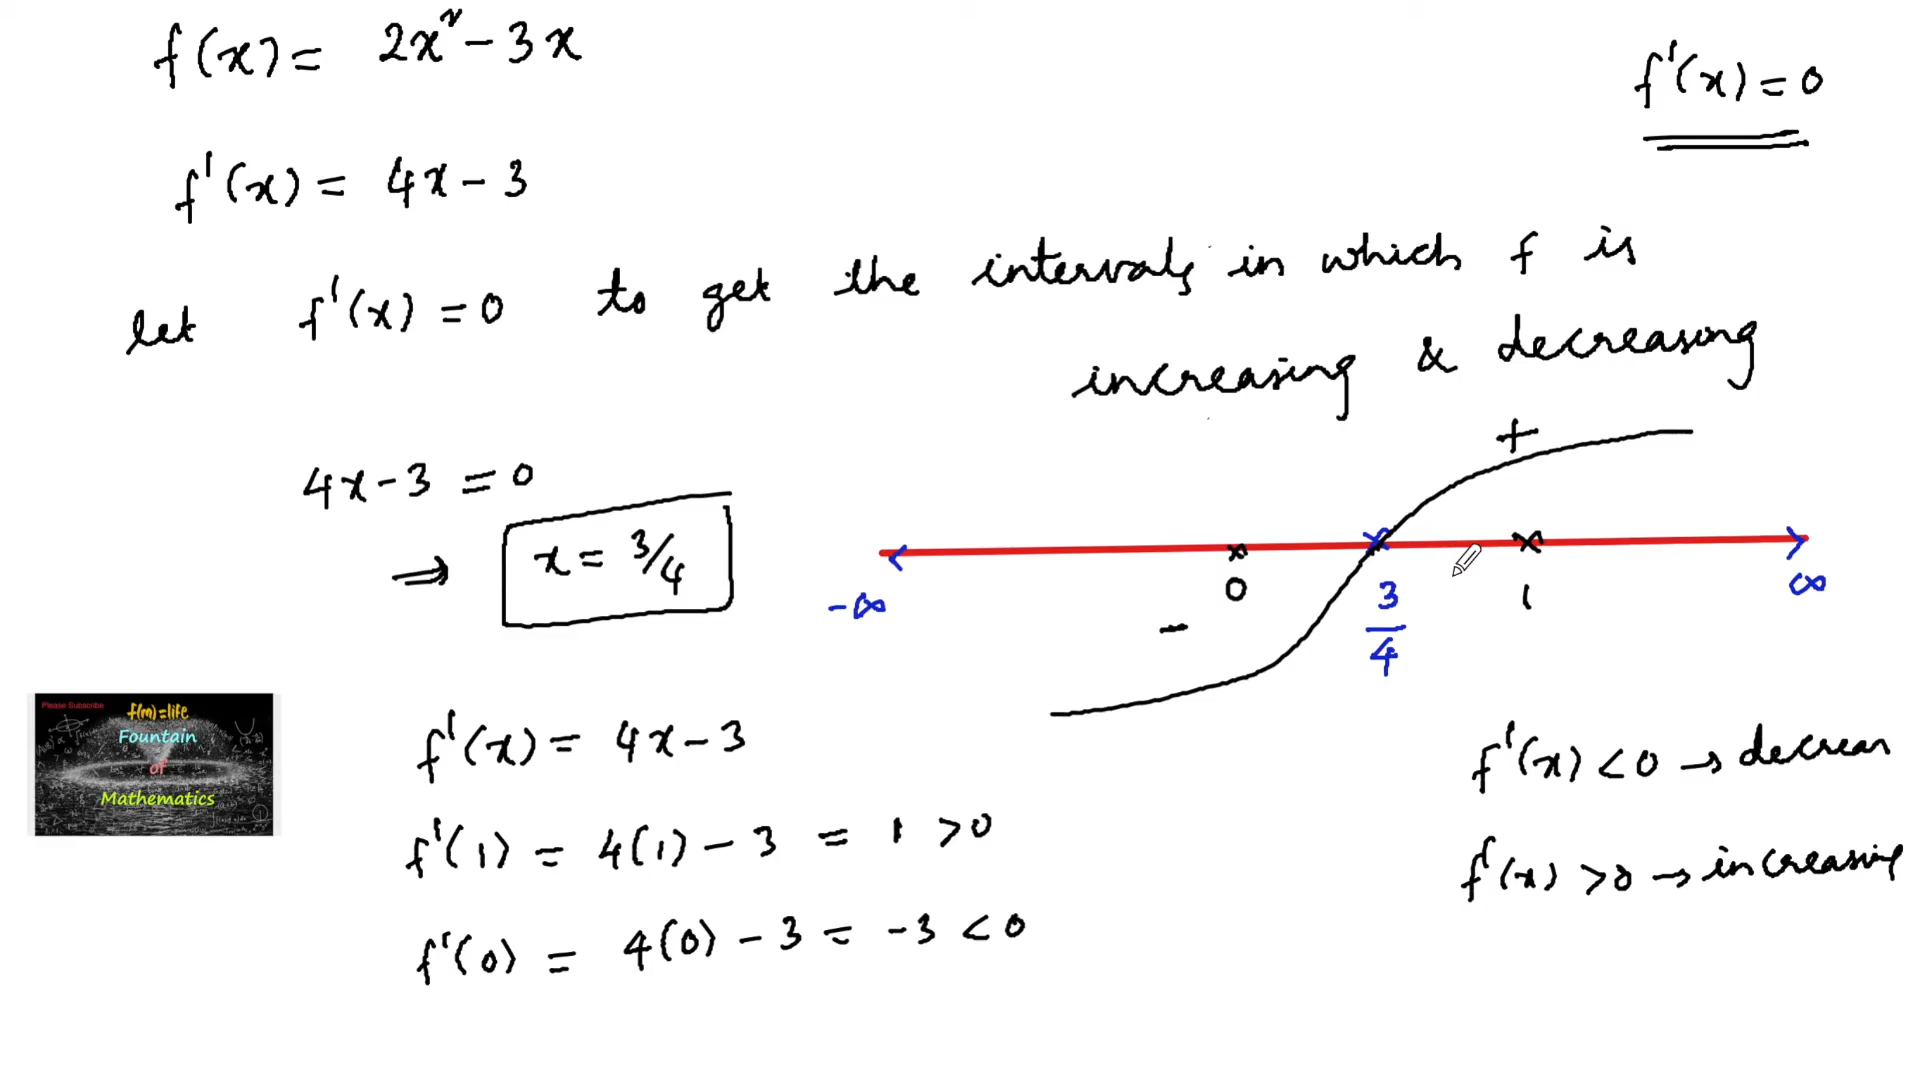 f(x) = 2x² - 3x
f'(x) = 0
f'(x) = 4x - 3
let f'(x) = 0 to get the intervals in which f is
increasing & decreasing
+
4x - 3 = 0
⇒ x = 3/4
-∞ 0 3/4 1 ∞
-
Please Subscribe
f(m)=life
Fountain
of
Mathematics
f'(x) = 4x - 3
f'(x) < 0 → decreas
f'(1) = 4(1) - 3 = 1 > 0
f'(x) > 0 → increasing
f'(0) = 4(0) - 3 = -3 < 0